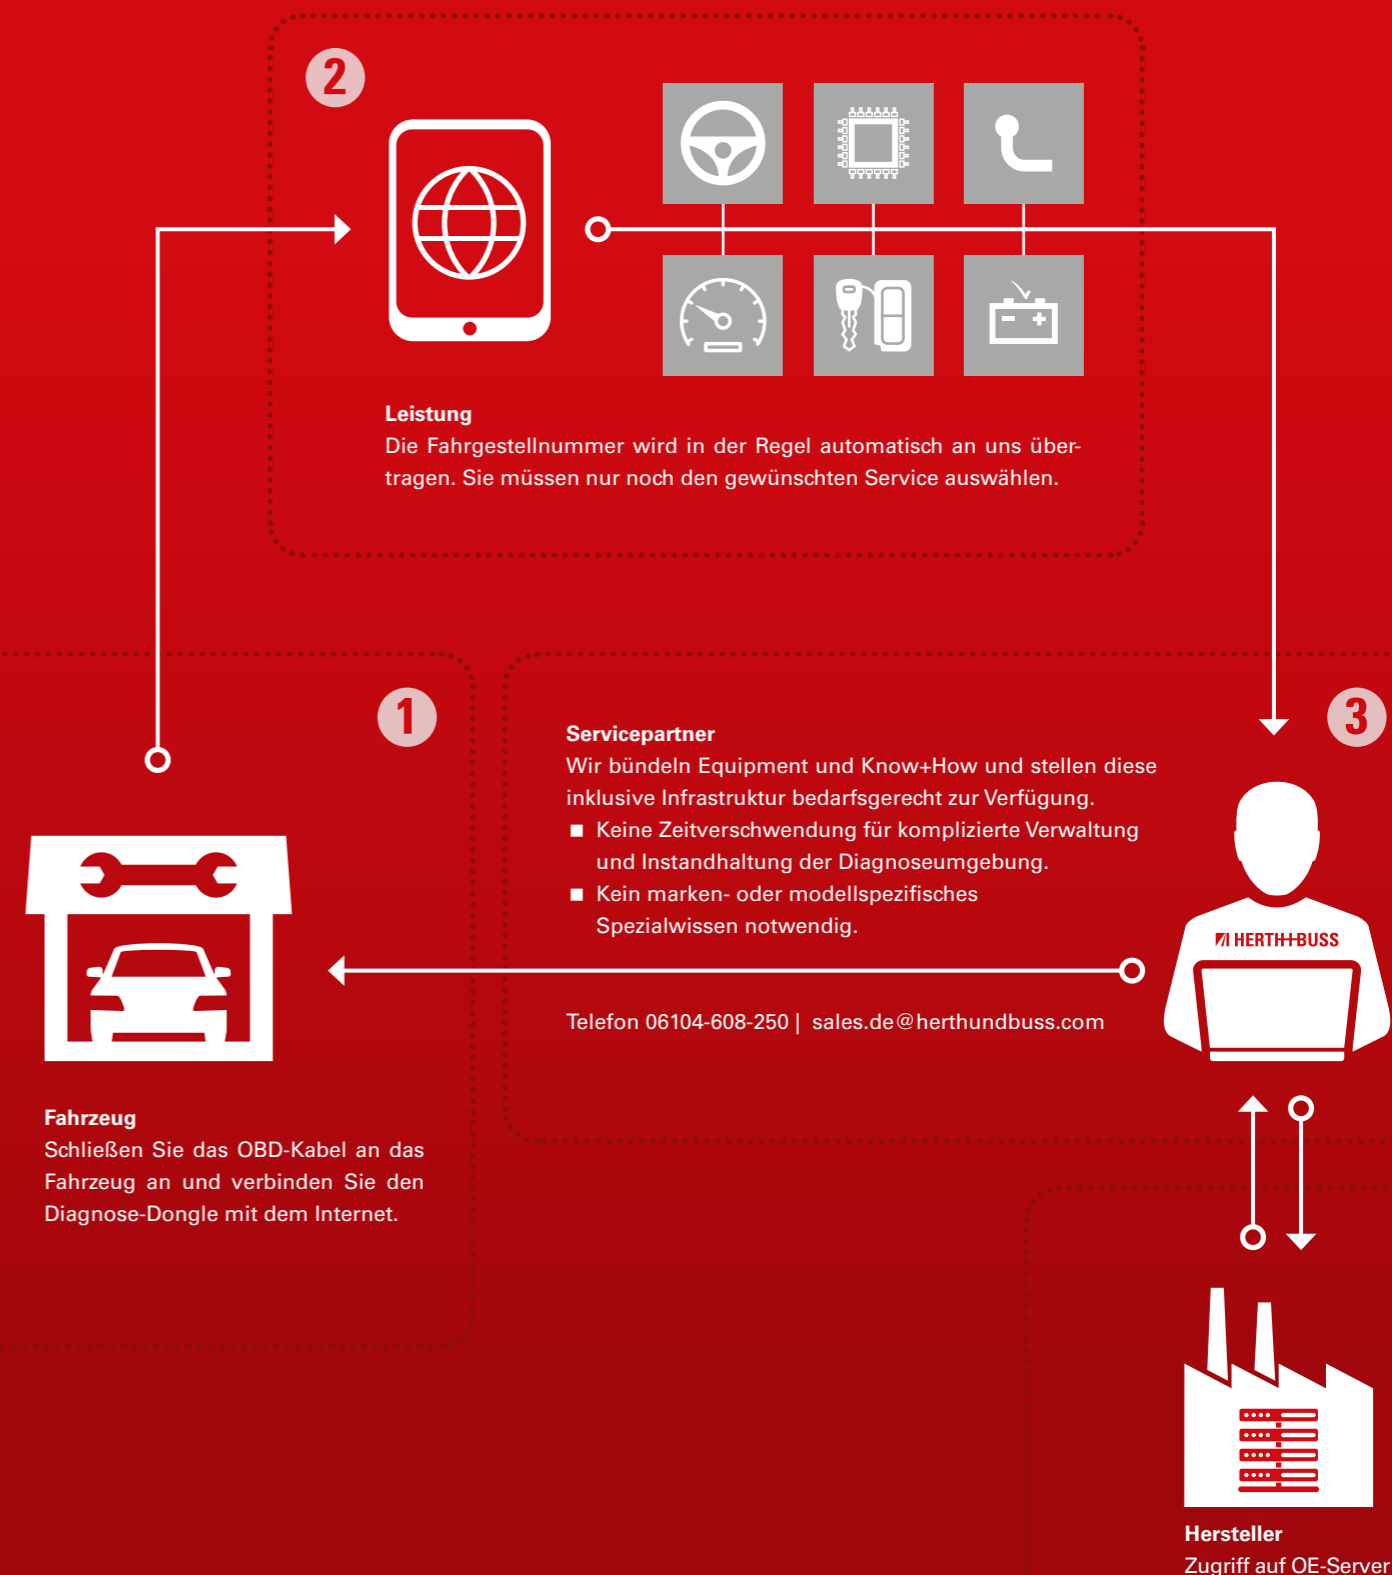 2
Leistung
Die Fahrgestellnummer wird in der Regel automatisch an uns über-
tragen. Sie müssen nur noch den gewünschten Service auswählen.
1
Fahrzeug
Schließen Sie das OBD-Kabel an das
Fahrzeug an und verbinden Sie den
Diagnose-Dongle mit dem Internet.
3
Servicepartner
Wir bündeln Equipment und Know+How und stellen diese
inklusive Infrastruktur bedarfsgerecht zur Verfügung.
■ Keine Zeitverschwendung für komplizierte Verwaltung
und Instandhaltung der Diagnoseumgebung.
■ Kein marken- oder modellspezifisches
Spezialwissen notwendig.
HERTH+BUSS
Telefon 06104-608-250 | sales.de@herthundbuss.com
Hersteller
Zugriff auf OE-Server